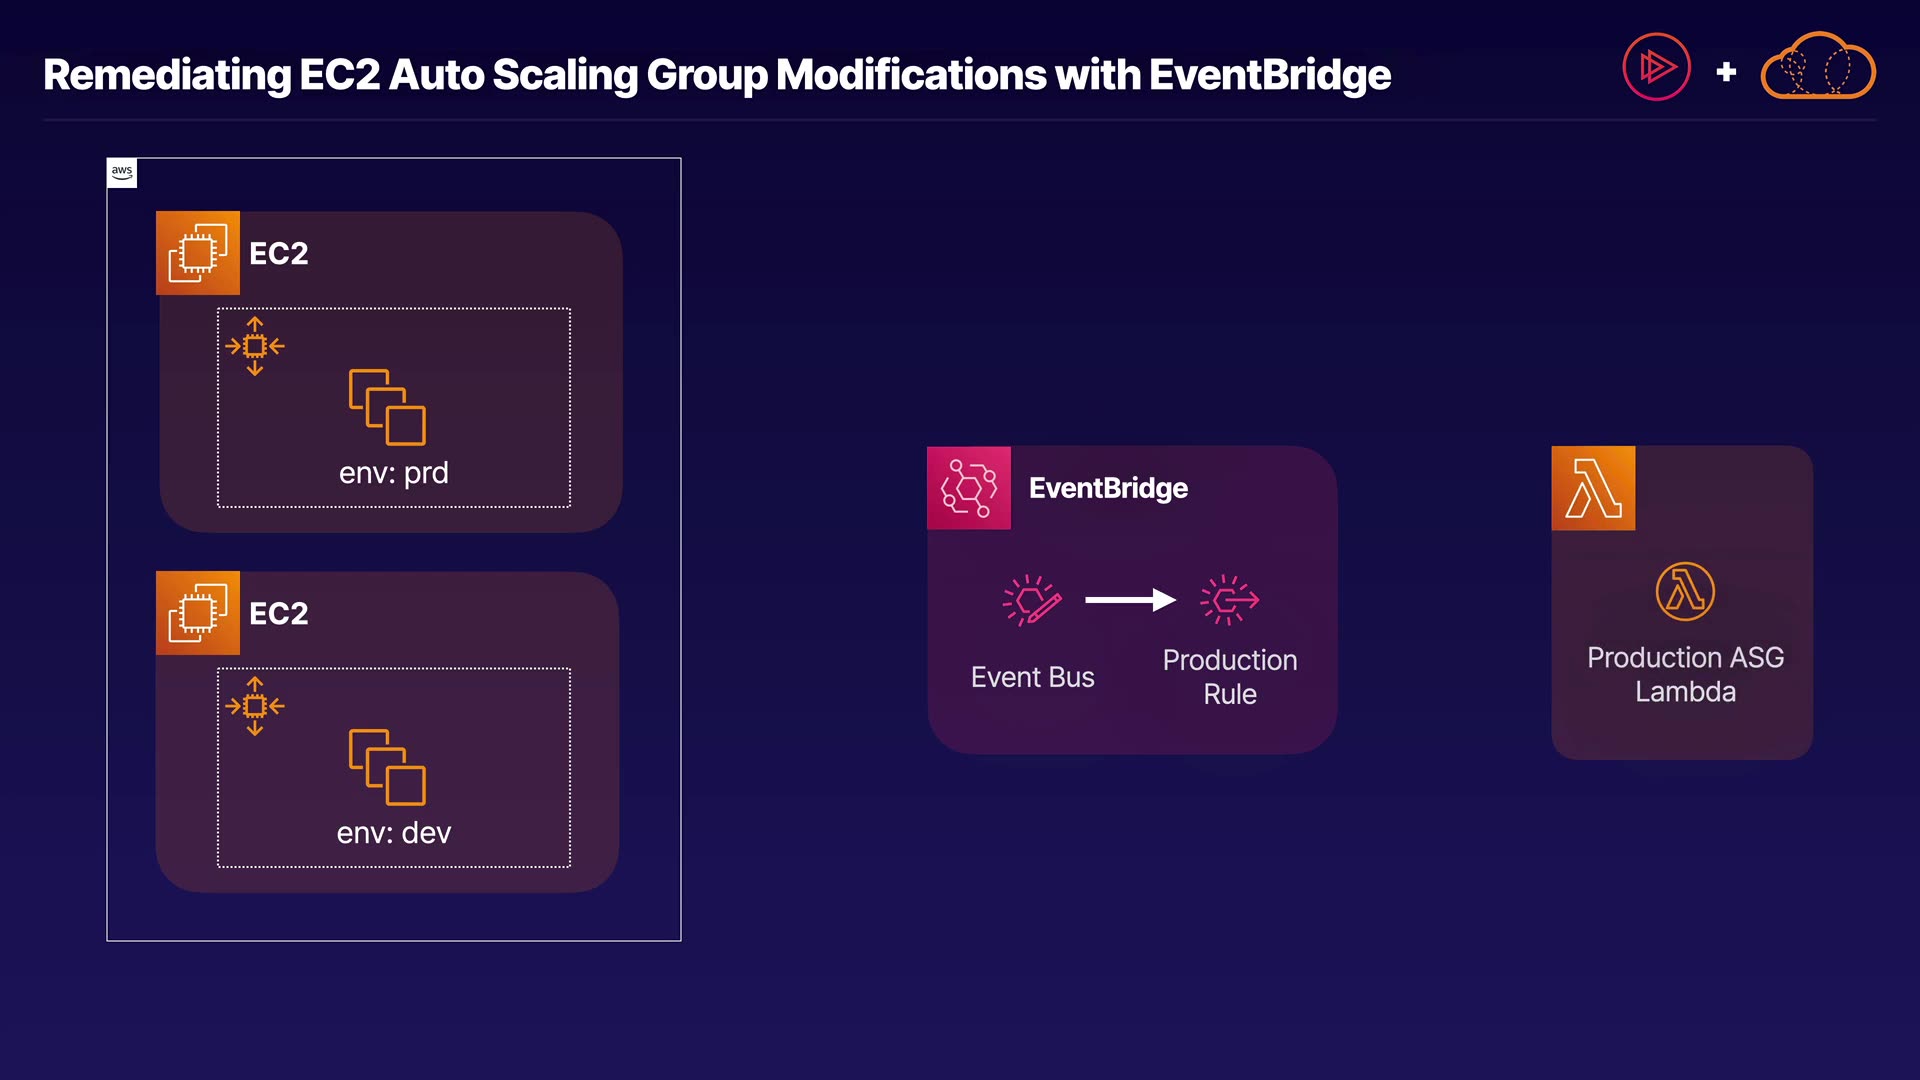 Remediating EC2 Auto Scaling Group Modifications with EventBridge
aws
EC2
env: prd
EC2
env: dev
EventBridge
Event Bus
Production
Rule
Production ASG
Lambda